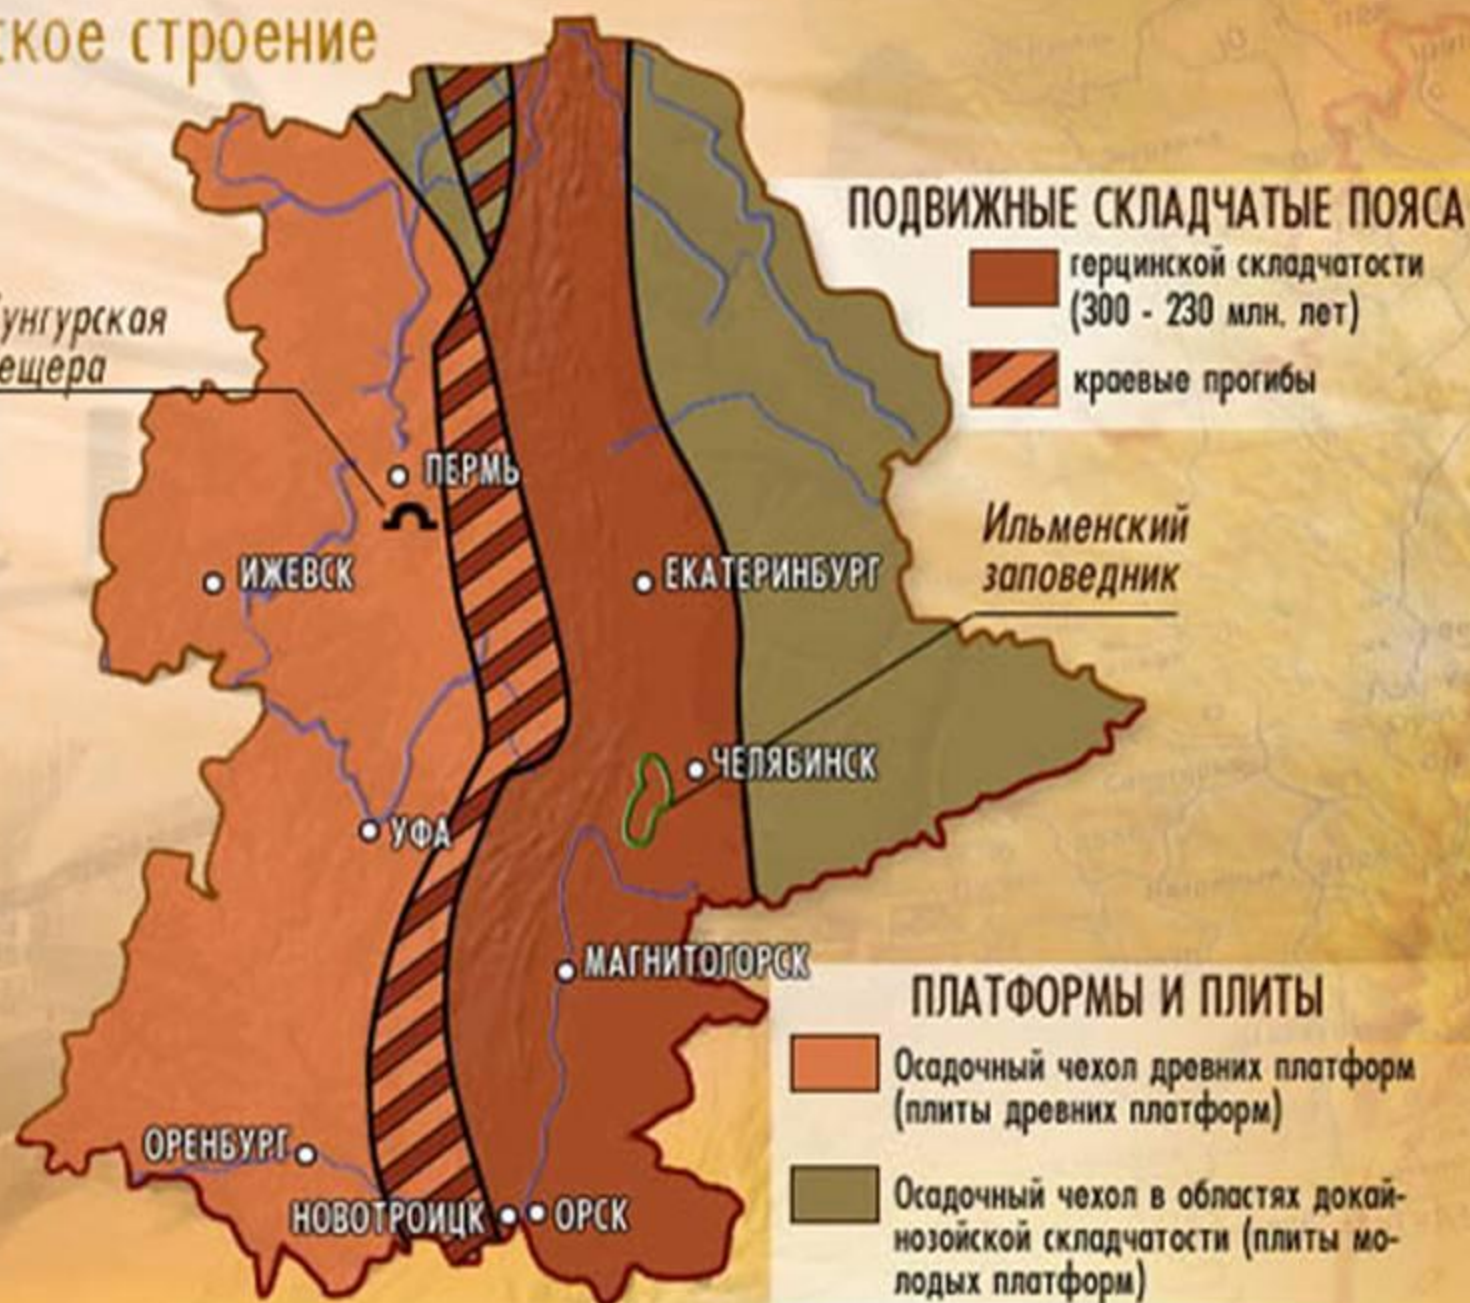 ское строение
ПОДВИЖНЫЕ СКЛАДЧАТЫЕ ПОЯСА
герцинской складчатости
(300 - 230 млн. лет)
краевые прогибы
унгурская
ещера
ПЕРМЬ
ИЖЕВСК
ЕКАТЕРИНБУРГ
Ильменский
заповедник
ЧЕЛЯБИНСК
УФА
МАГНИТОГОРСК
ОРЕНБУРГ
НОВОТРОИЦК
ОРСК
ПЛАТФОРМЫ И ПЛИТЫ
Осадочный чехол древних платформ
(плиты древних платформ)
Осадочный чехол в областях докай-
нозойской складчатости (плиты мо-
лодых платформ)